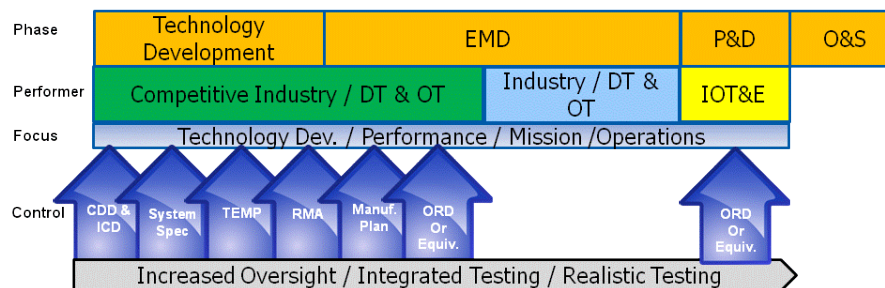 Phase
Technology
Development
EMD
P&D
O&S
Performer
Competitive Industry / DT & OT
Industry / DT &
OT
IOT&E
Focus
Technology Dev. / Performance / Mission /Operations
Control
CDD &
ICD
System
Spec
TEMP
RMA
Manuf.
Plan
ORD
Or
Equiv.
ORD
Or
Equiv.
Increased Oversight / Integrated Testing / Realistic Testing